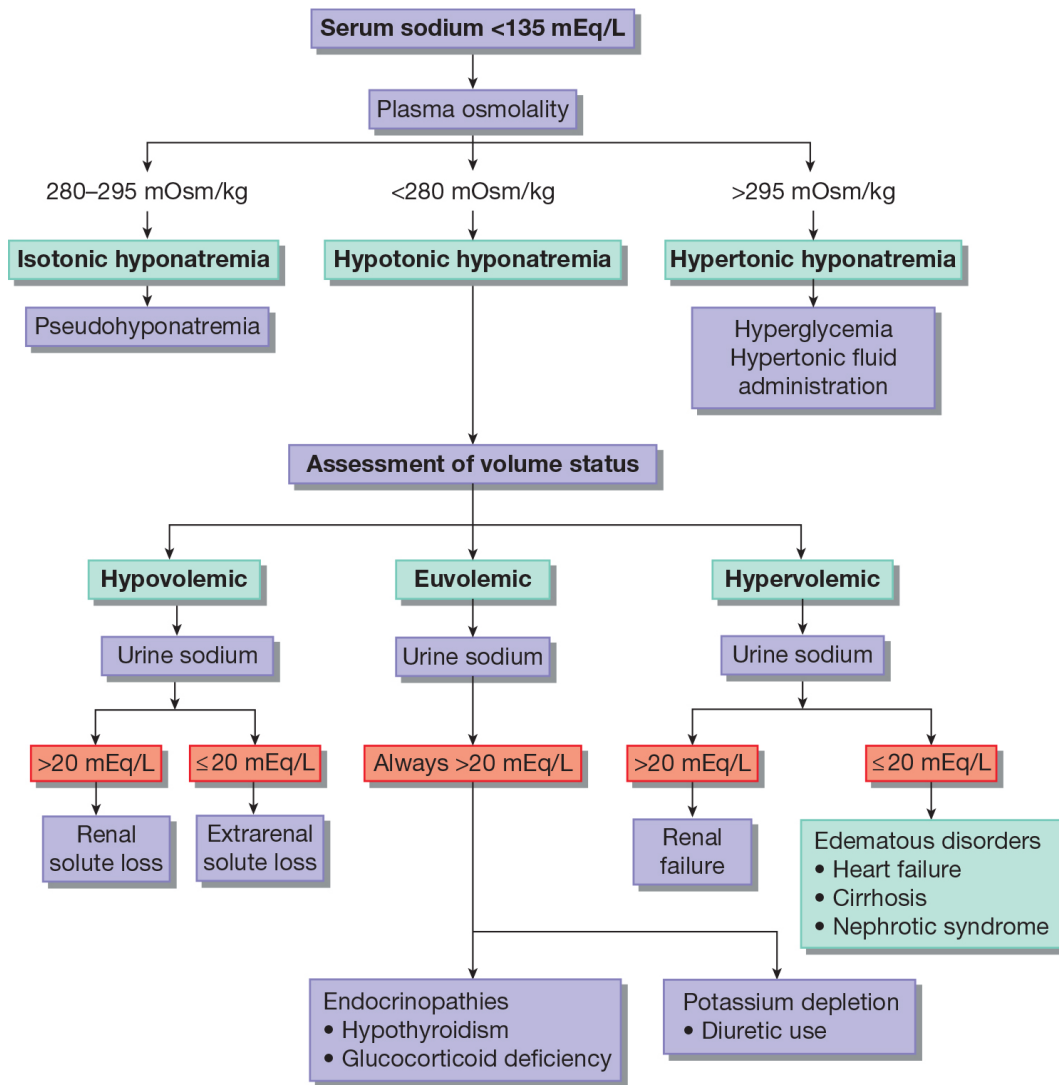 Serum sodium <135 mEq/L
Plasma osmolality
280–295 mOsm/kg
<280 mOsm/kg
>295 mOsm/kg
Isotonic hyponatremia
Hypotonic hyponatremia
Hypertonic hyponatremia
Pseudohyponatremia
Hyperglycemia
Hypertonic fluid
administration
Assessment of volume status
Hypovolemic
Euvolemic
Hypervolemic
Urine sodium
Urine sodium
Urine sodium
>20 mEq/L
≤20 mEq/L
Always >20 mEq/L
>20 mEq/L
≤20 mEq/L
Renal
solute loss
Extrarenal
solute loss
Renal
failure
Edematous disorders
• Heart failure
• Cirrhosis
• Nephrotic syndrome
Endocrinopathies
• Hypothyroidism
• Glucocorticoid deficiency
Potassium depletion
• Diuretic use